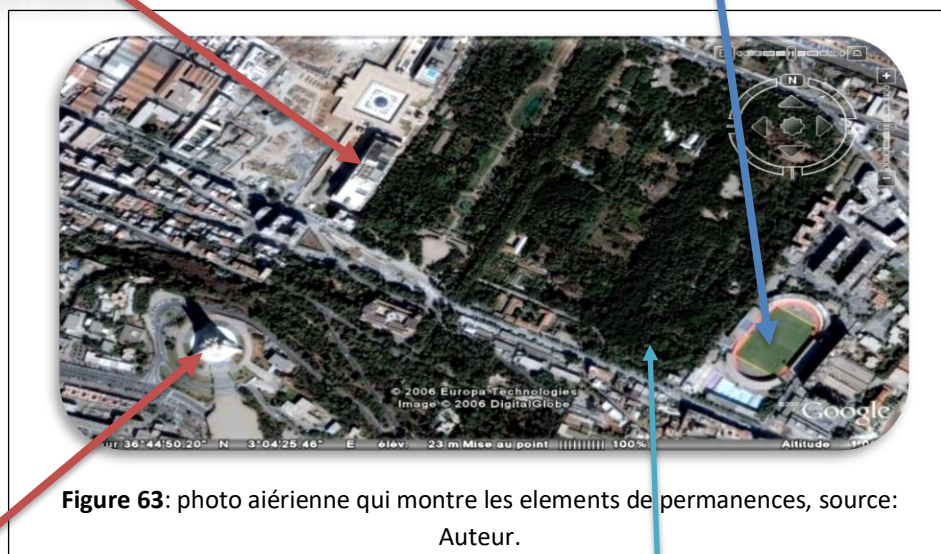 N
© 2006 Europa Technologies
Image © 2006 DigitalGlobe
Google
36°44'50.20" N 3°04'25.46" E élév. 23 m Mise au point 100% Altitude
Figure 63: photo aiérienne qui montre les elements de permanences, source:
Auteur.